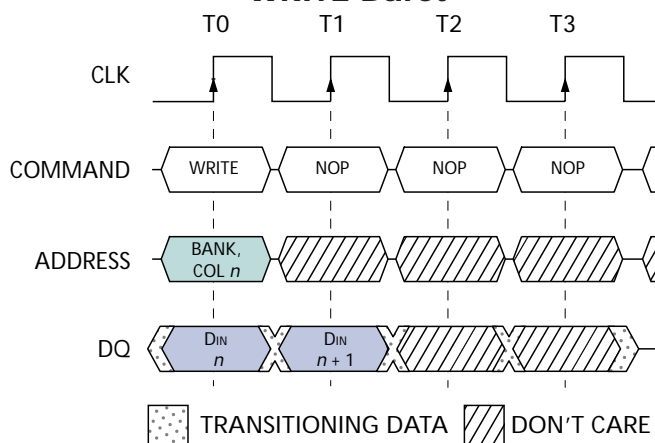 T0 T1 T2 T3
CLK
COMMAND WRITE NOP NOP NOP
ADDRESS BANK,
COL n
DQ DIN DIN
n n + 1
TRANSITIONING DATA DON'T CARE